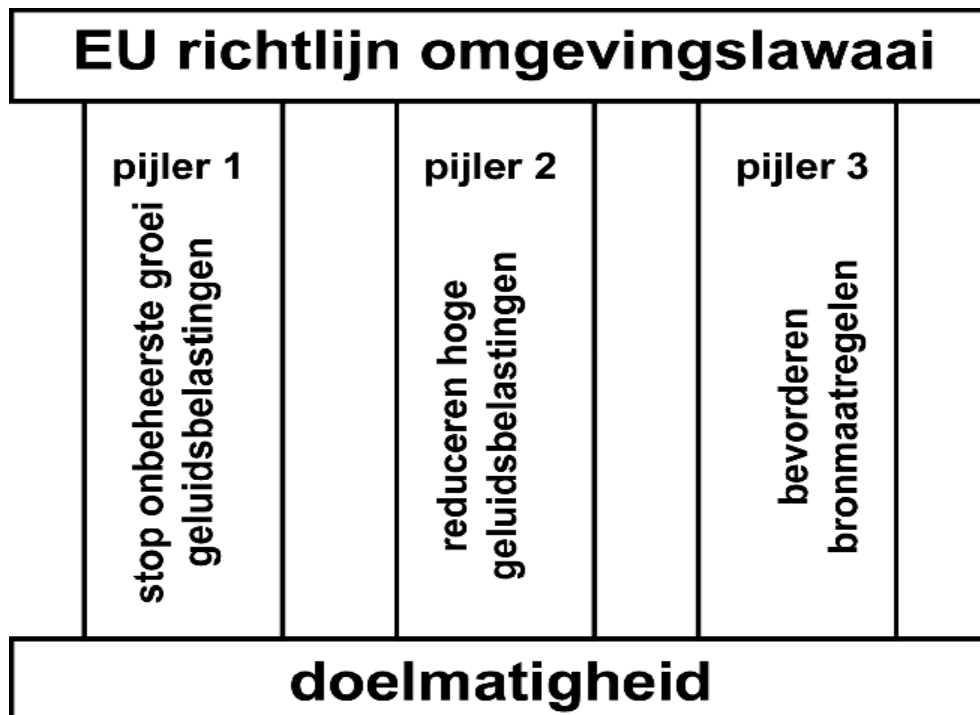 EU richtlijn omgevingslawaai
pijler 1
stop onbeheerste groei
geluidsbelastingen
pijler 2
reduceren hoge
geluidsbelastingen
pijler 3
bevorderen
bronmaatregelen
doelmatigheid